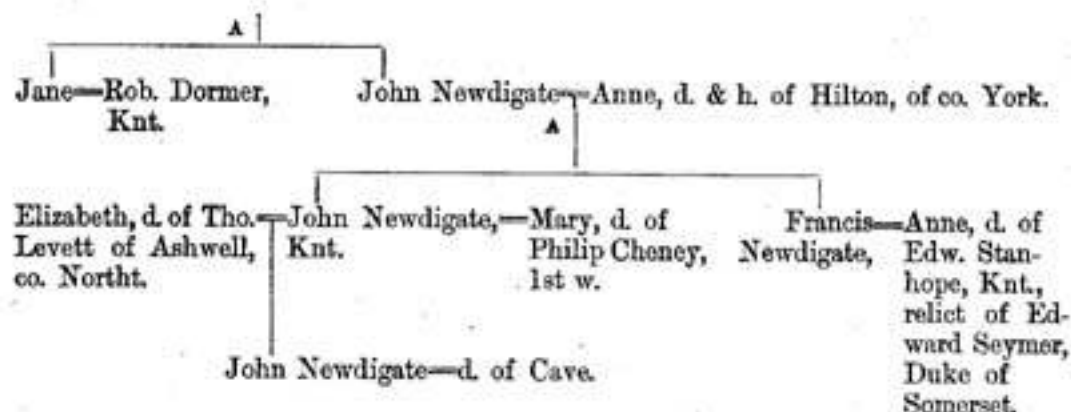 A
Jane—Rob. Dormer,
Knt.
John Newdigate—Anne, d. & h. of Hilton, of co. York.
A
Elizabeth, d. of Tho.
Levett of Ashwell,
co. Northt.
John Newdigate,
Knt.
Mary, d. of
Philip Cheney,
1st w.
Francis
Newdigate,
Anne, d. of
Edw. Stan-
hope, Knt.,
relict of Ed-
ward Seymer,
Duke of
Somerset.
John Newdigate—d. of Cave.